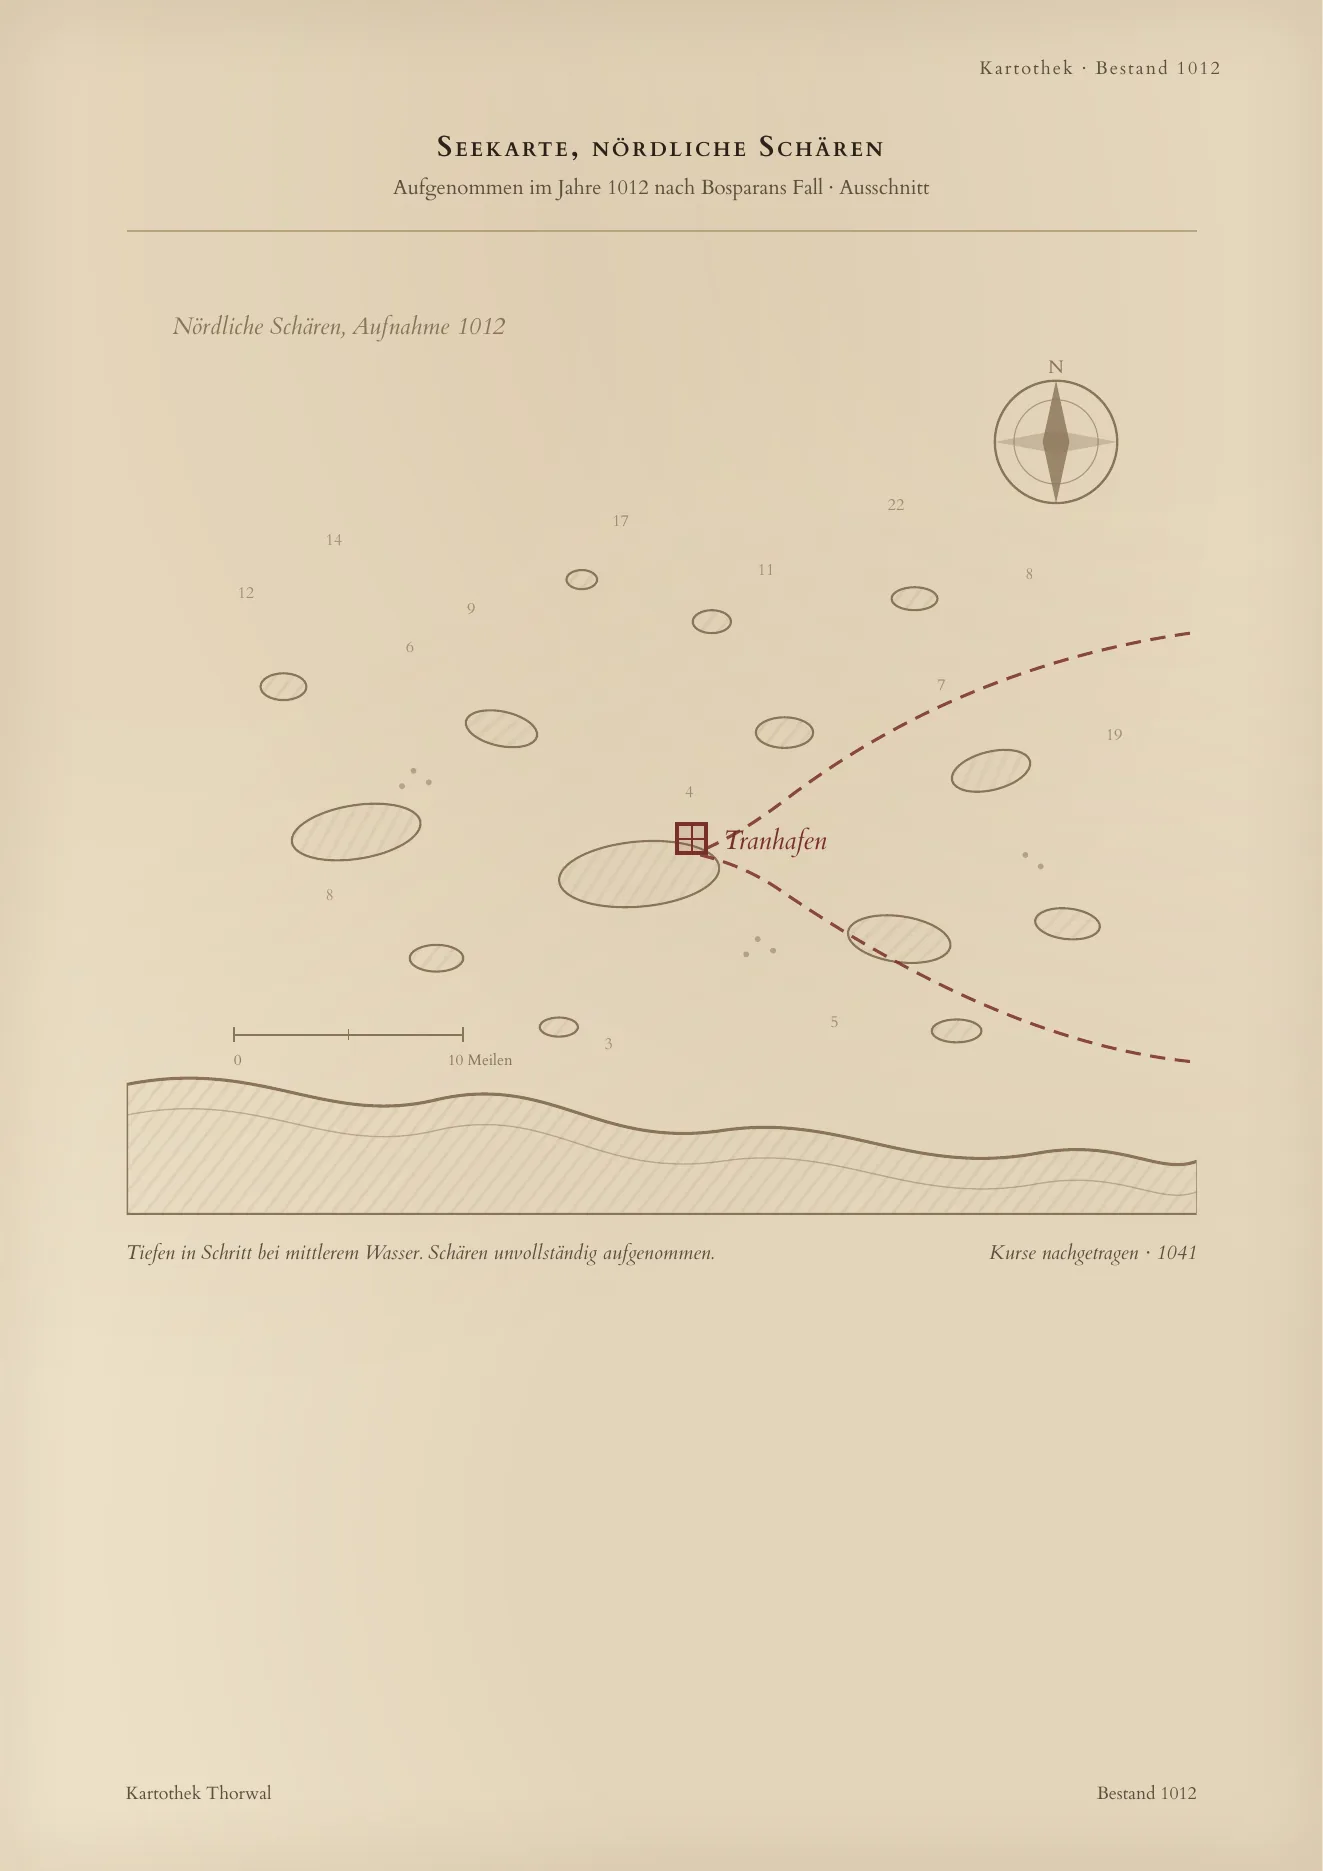 Kartothek · Bestand 1012
Seekarte, nördliche Schären
Aufgenommen im Jahre 1012 nach Bosparans Fall · Ausschnitt
Nördliche Schären, Aufnahme 1012
N
22
17
14
11
8
12
9
6
7
19
4
Tranhafen
8
5
3
0
10 Meilen
Tiefen in Schritt bei mittlerem Wasser. Schären unvollständig aufgenommen.
Kurse nachgetragen · 1041
Kartothek Thorwal
Bestand 1012